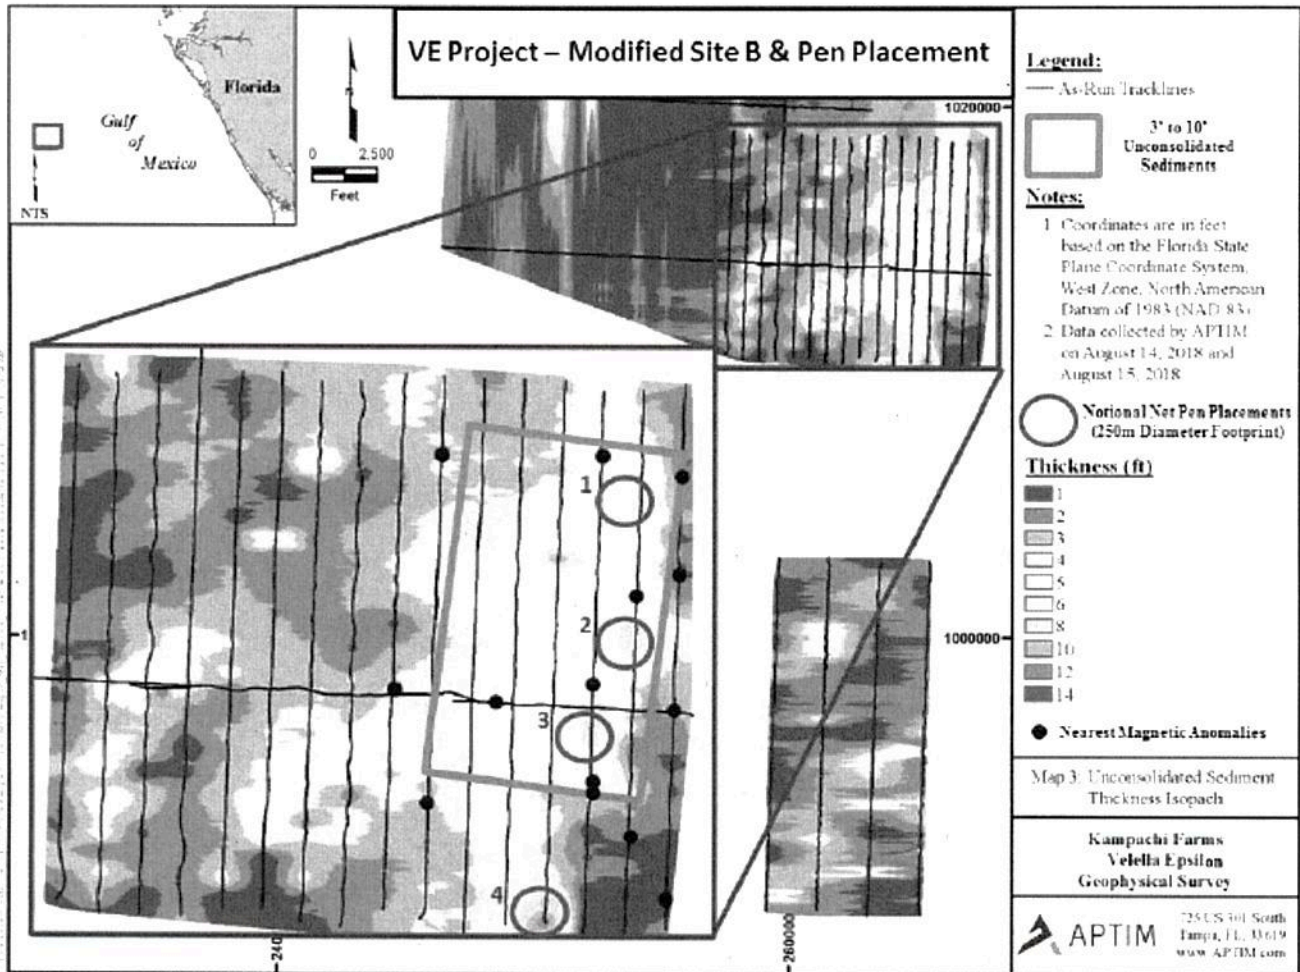 VE Project – Modified Site B & Pen Placement
Florida
Gulf
of
Mexico
NTS
0 2,500
Feet
1020000
1000000
1
240
260000
1
2
3
4
Legend:
As-Run Tracklines
3' to 10'
Unconsolidated
Sediments
Notes:
1 Coordinates are in feet
based on the Florida State
Plane Coordinate System,
West Zone, North American
Datum of 1983 (NAD 83)
2 Data collected by APTIM
on August 14, 2018 and
August 15, 2018
Notional Net Pen Placements
(250m Diameter Footprint)
Thickness (ft)
1
2
3
4
5
6
8
10
12
14
Nearest Magnetic Anomalies
Map 3: Unconsolidated Sediment
Thickness Isopach
Kampachi Farms
Velella Epsilon
Geophysical Survey
APTIM
725 US 301 South
Tampa, FL 33619
www.APTIM.com